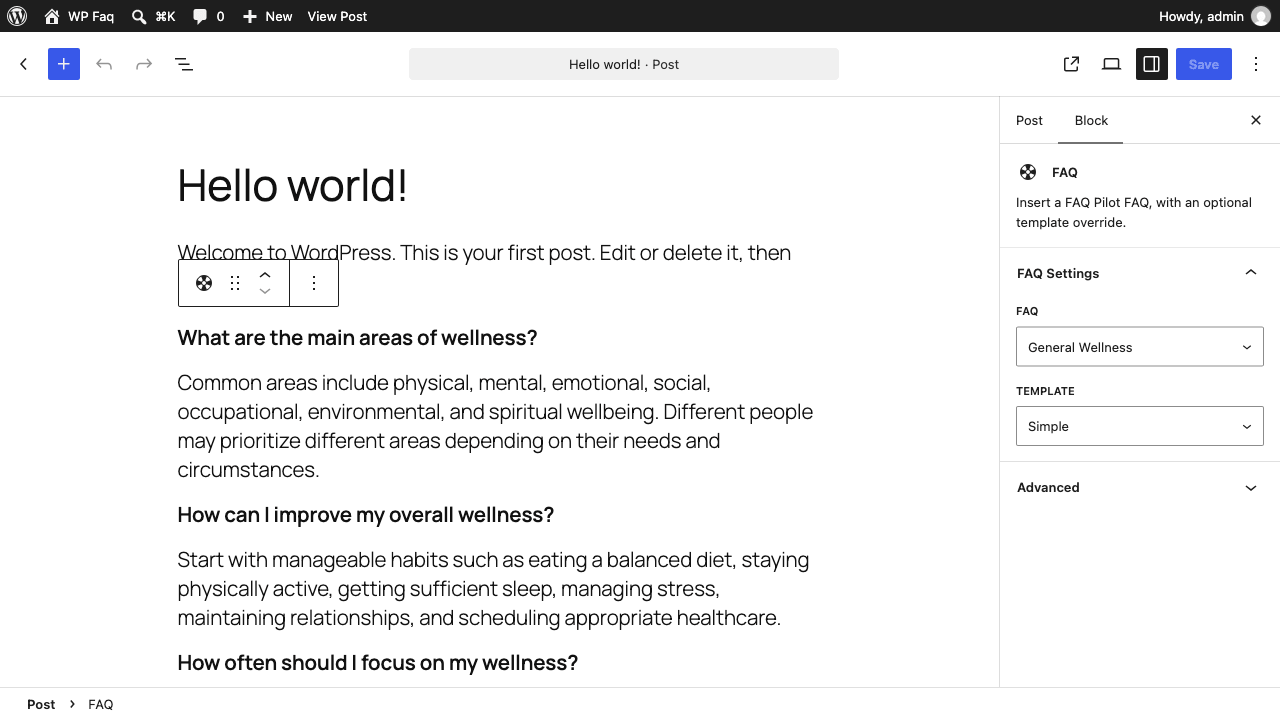 WP Faq
⌘K
0
New
View Post
Howdy, admin
Hello world! · Post
Save
Post
Block
FAQ
Insert a FAQ Pilot FAQ, with an optional
template override.
FAQ Settings
FAQ
General Wellness
TEMPLATE
Simple
Advanced
Hello world!
Welcome to WordPress. This is your first post. Edit or delete it, then
What are the main areas of wellness?
Common areas include physical, mental, emotional, social,
occupational, environmental, and spiritual wellbeing. Different people
may prioritize different areas depending on their needs and
circumstances.
How can I improve my overall wellness?
Start with manageable habits such as eating a balanced diet, staying
physically active, getting sufficient sleep, managing stress,
maintaining relationships, and scheduling appropriate healthcare.
How often should I focus on my wellness?
Post
FAQ